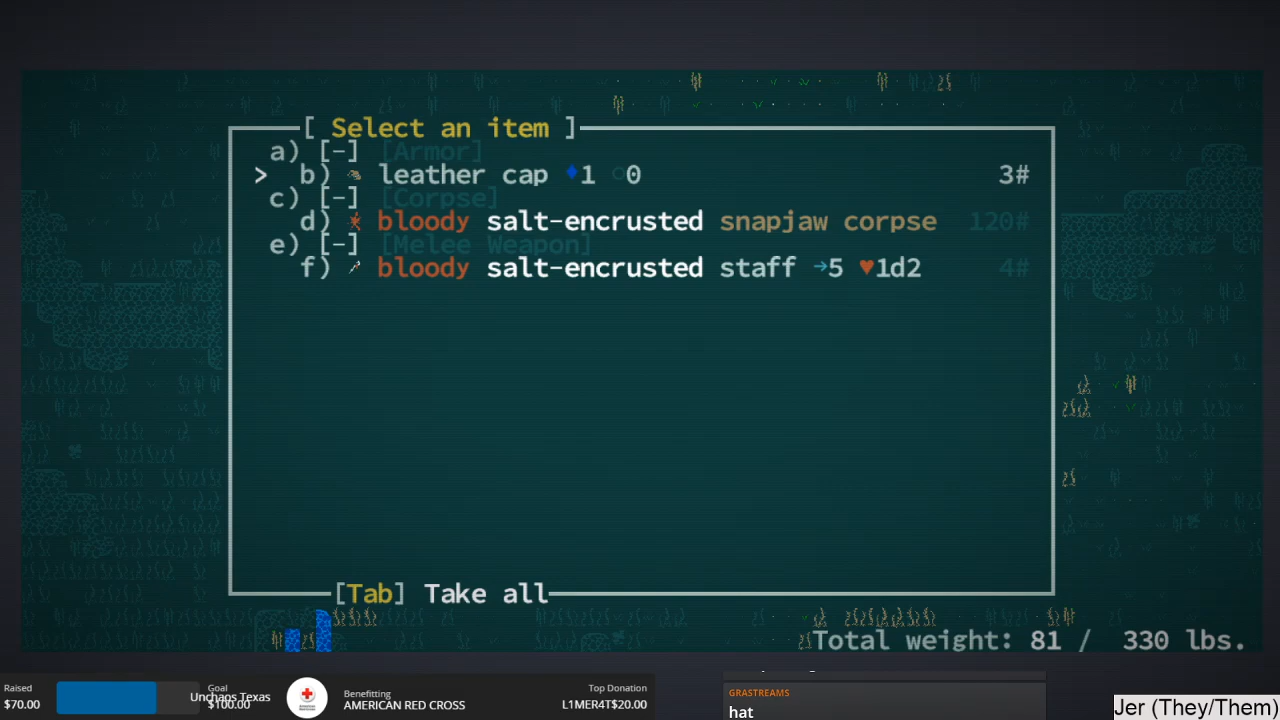 [ Select an item ]
a) [-] [Armor]
> b) leather cap ♦1 ○0 3#
c) [-] [Corpse]
d) bloody salt-encrusted snapjaw corpse 120#
e) [-] [Melee Weapon]
f) bloody salt-encrusted staff →5 ♥1d2 4#
[Tab] Take all
Total weight: 81 / 330 lbs.
Raised
$70.00
Goal
$100.00
Unchaos Texas
Benefitting
AMERICAN RED CROSS
Top Donation
L1MER4T$20.00
GRASTREAMS
hat
Jer (They/Them)